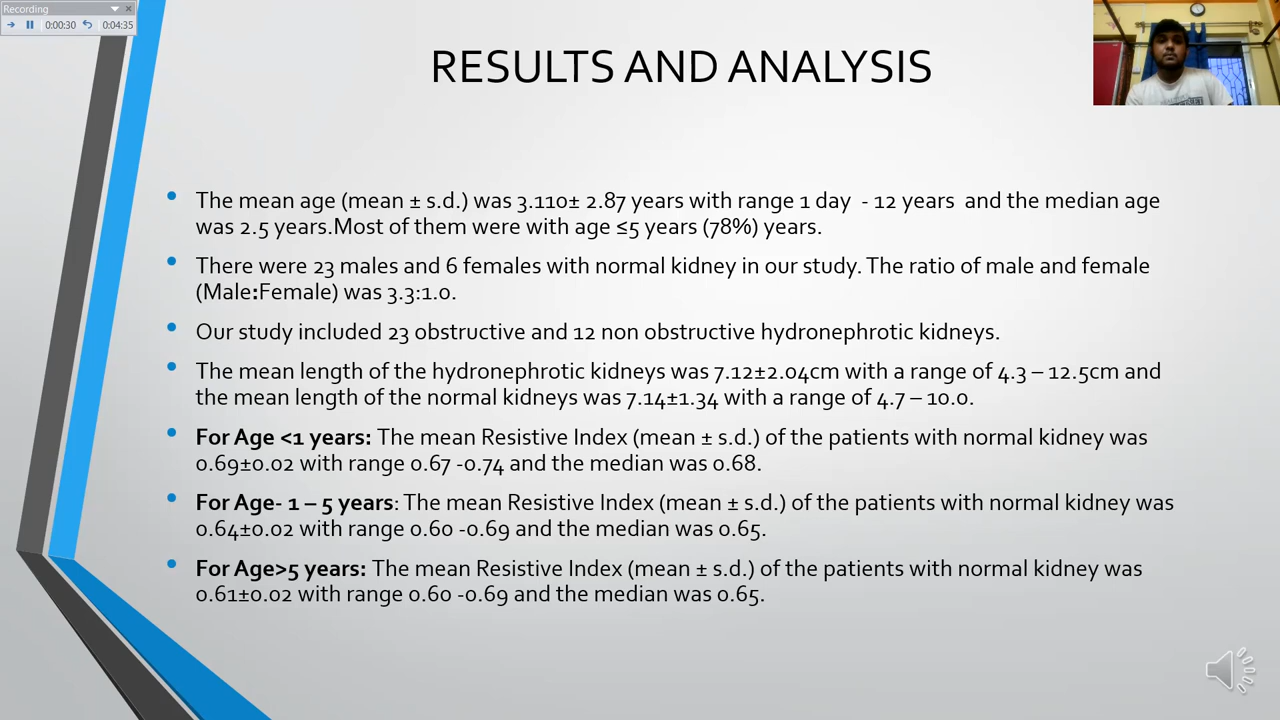 Recording
0:00:30 0:04:35
RESULTS AND ANALYSIS
• The mean age (mean ± s.d.) was 3.110± 2.87 years with range 1 day - 12 years and the median age
was 2.5 years.Most of them were with age ≤5 years (78%) years.
• There were 23 males and 6 females with normal kidney in our study. The ratio of male and female
(Male:Female) was 3.3:1.0.
• Our study included 23 obstructive and 12 non obstructive hydronephrotic kidneys.
• The mean length of the hydronephrotic kidneys was 7.12±2.04cm with a range of 4.3 – 12.5cm and
the mean length of the normal kidneys was 7.14±1.34 with a range of 4.7 – 10.0.
• For Age <1 years: The mean Resistive Index (mean ± s.d.) of the patients with normal kidney was
0.69±0.02 with range 0.67 -0.74 and the median was 0.68.
• For Age- 1 – 5 years: The mean Resistive Index (mean ± s.d.) of the patients with normal kidney was
0.64±0.02 with range 0.60 -0.69 and the median was 0.65.
• For Age>5 years: The mean Resistive Index (mean ± s.d.) of the patients with normal kidney was
0.61±0.02 with range 0.60 -0.69 and the median was 0.65.